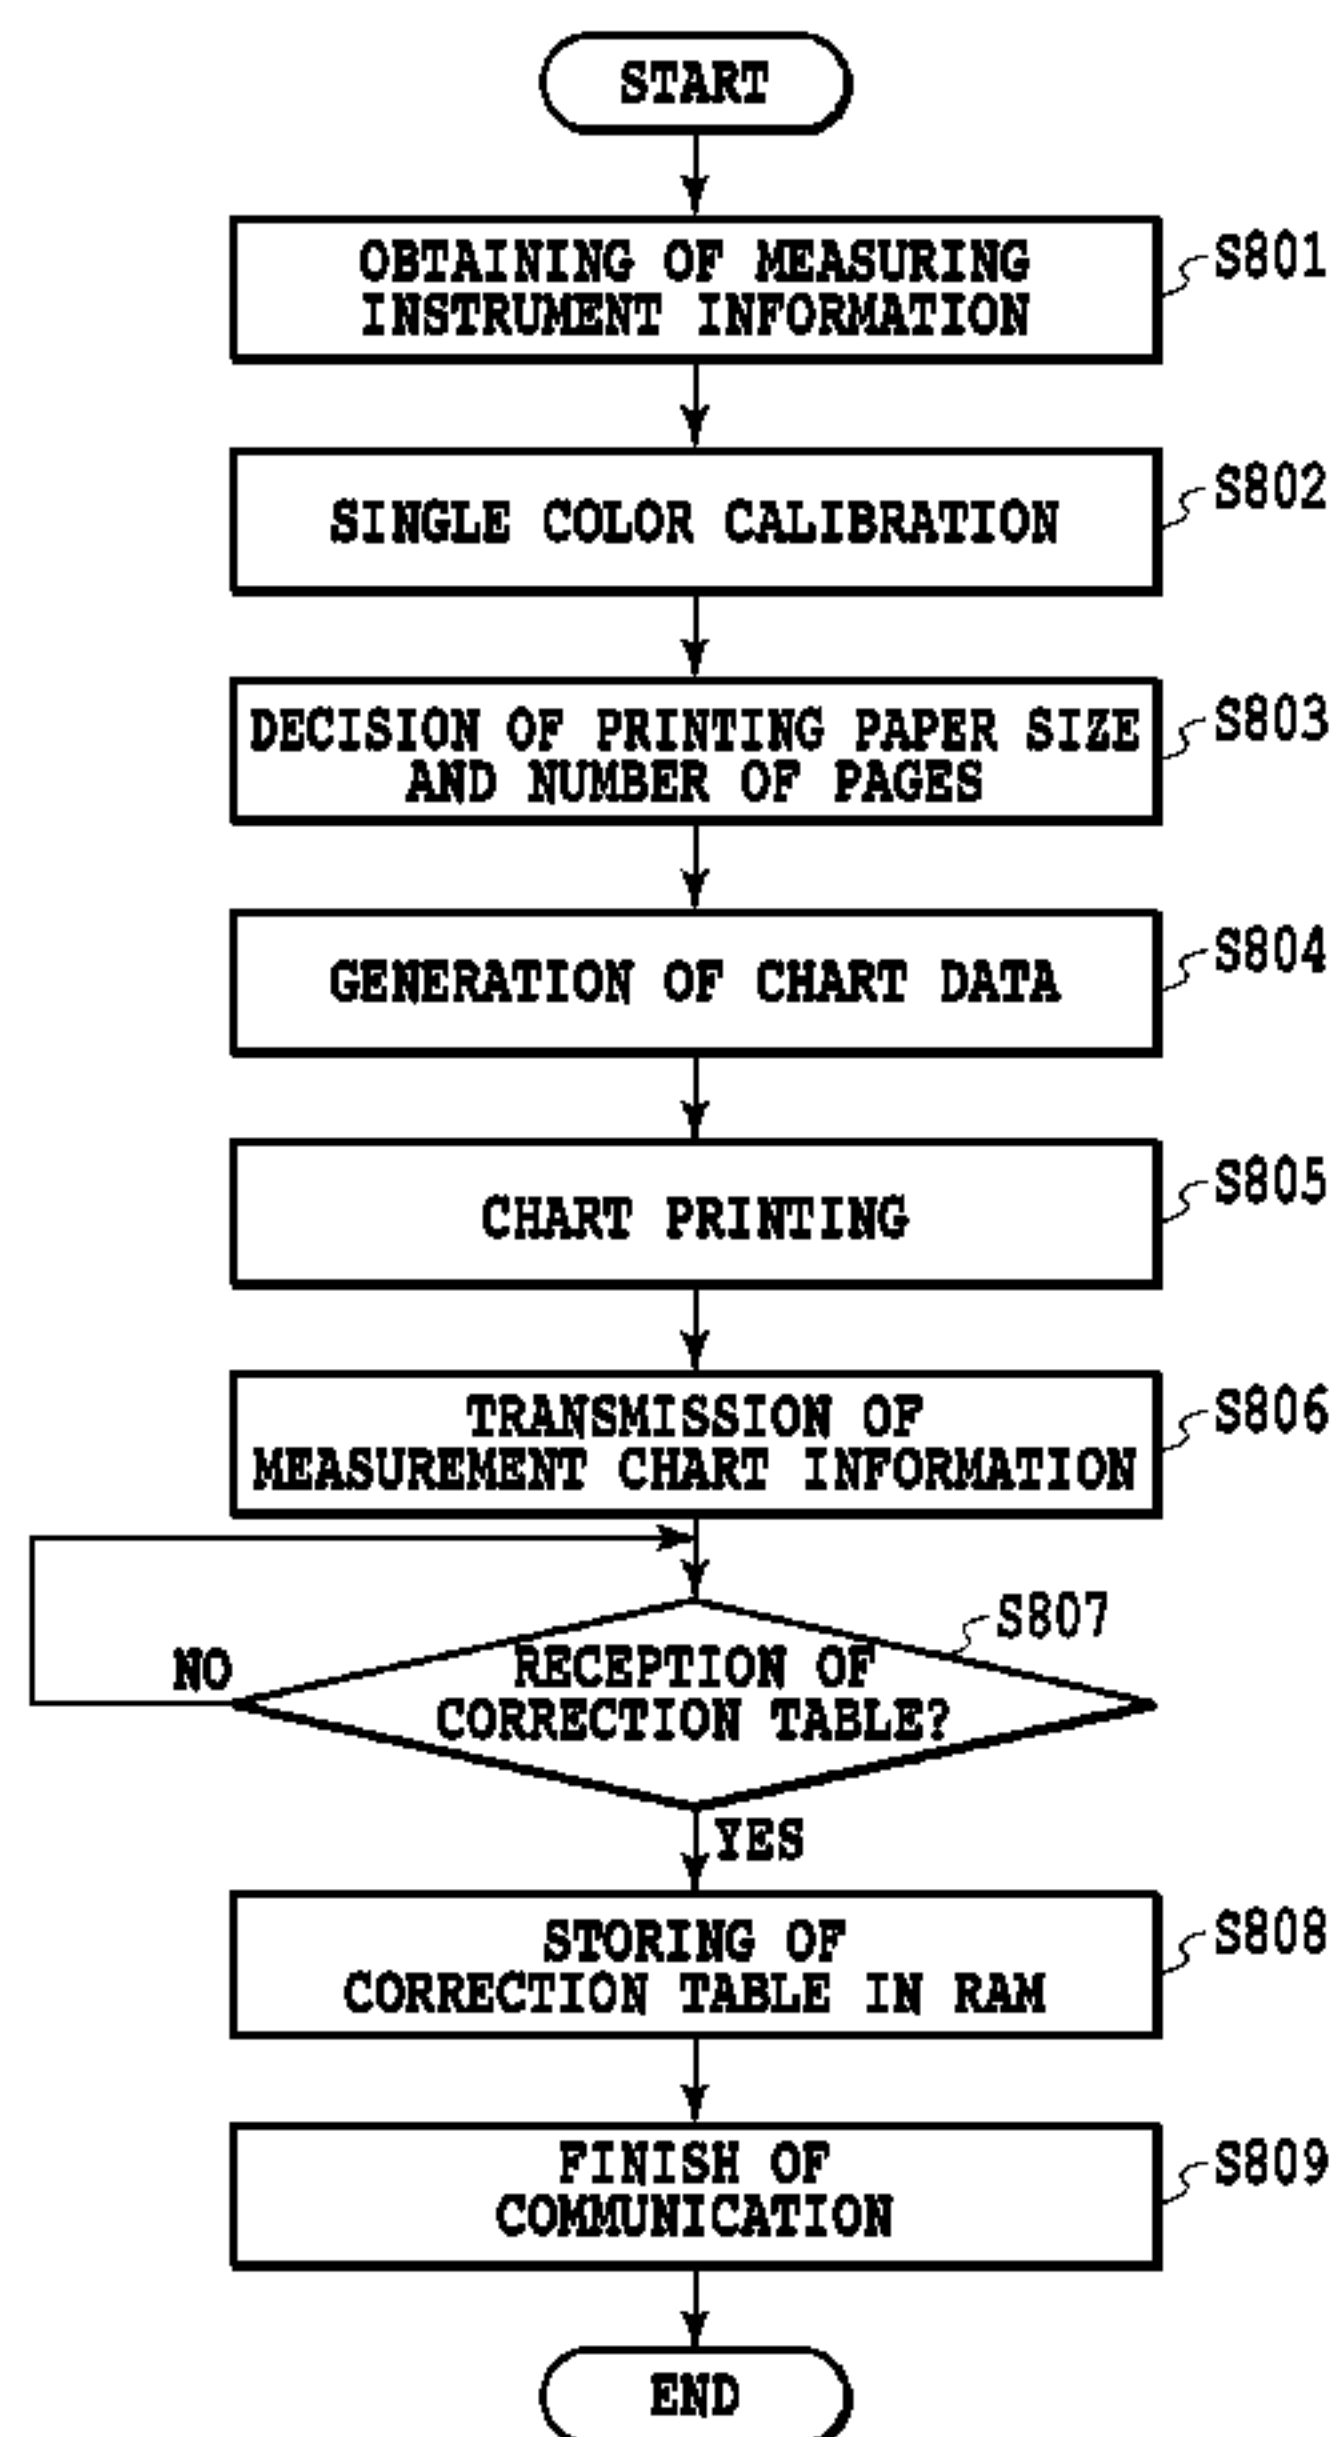 START
OBTAINING OF MEASURING
INSTRUMENT INFORMATION
S801
SINGLE COLOR CALIBRATION
S802
DECISION OF PRINTING PAPER SIZE
AND NUMBER OF PAGES
S803
GENERATION OF CHART DATA
S804
CHART PRINTING
S805
TRANSMISSION OF
MEASUREMENT CHART INFORMATION
S806
RECEPTION OF
CORRECTION TABLE?
S807
NO
YES
STORING OF
CORRECTION TABLE IN RAM
S808
FINISH OF
COMMUNICATION
S809
END